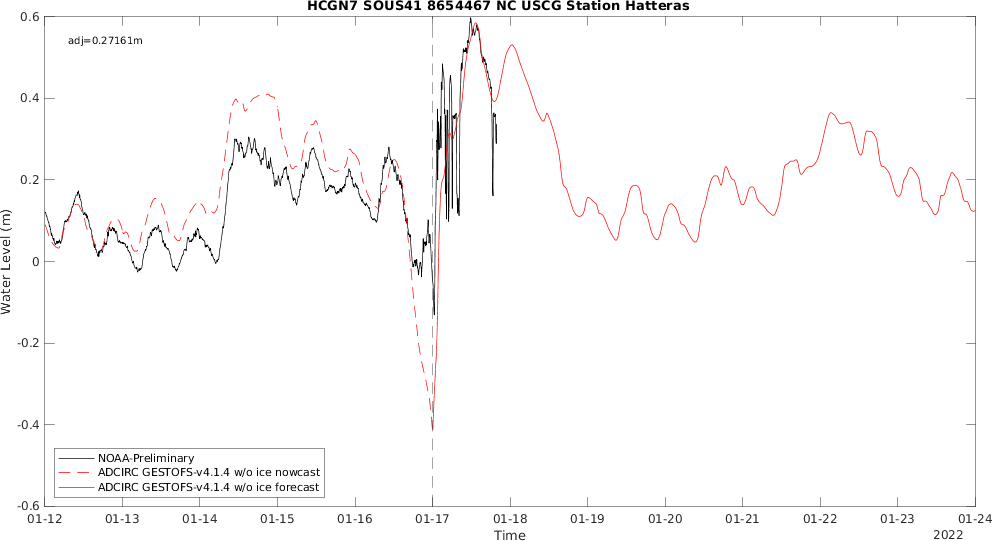 HCGN7 SOUS41 8654467 NC USCG Station Hatteras
adj=0.27161m
0.6
0.4
0.2
0
-0.2
-0.4
-0.6
Water Level (m)
NOAA-Preliminary
ADCIRC GESTOFS-v4.1.4 w/o ice nowcast
ADCIRC GESTOFS-v4.1.4 w/o ice forecast
01-12 01-13 01-14 01-15 01-16 01-17 01-18 01-19 01-20 01-21 01-22 01-23 01-24
Time
2022